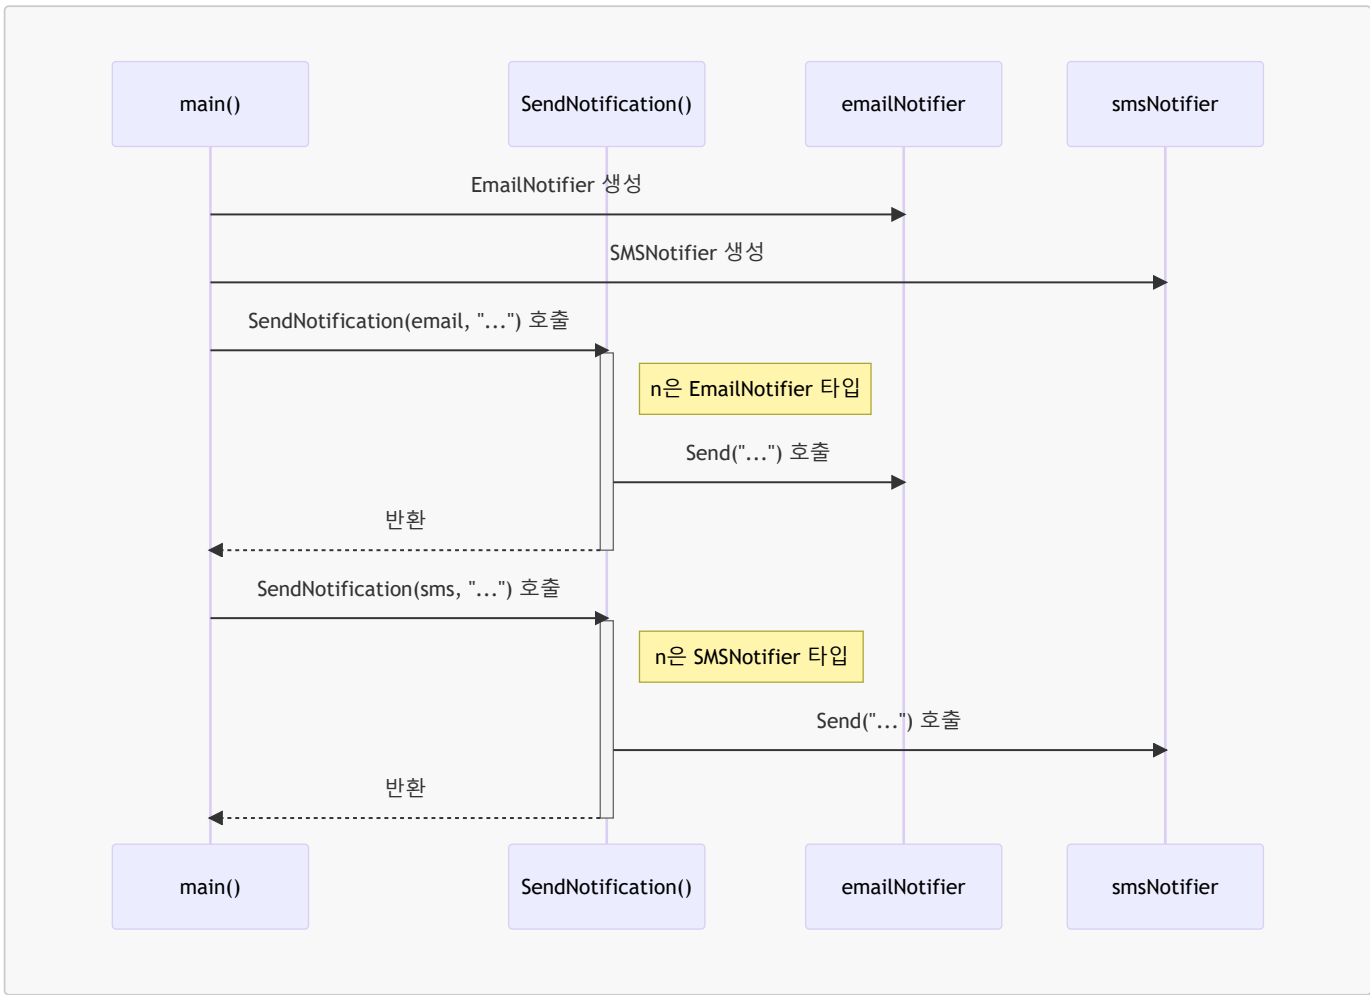 main()
SendNotification()
emailNotifier
smsNotifier
EmailNotifier 생성
SMSNotifier 생성
SendNotification(email, "...") 호출
n은 EmailNotifier 타입
Send("...") 호출
반환
SendNotification(sms, "...") 호출
n은 SMSNotifier 타입
Send("...") 호출
반환
main()
SendNotification()
emailNotifier
smsNotifier